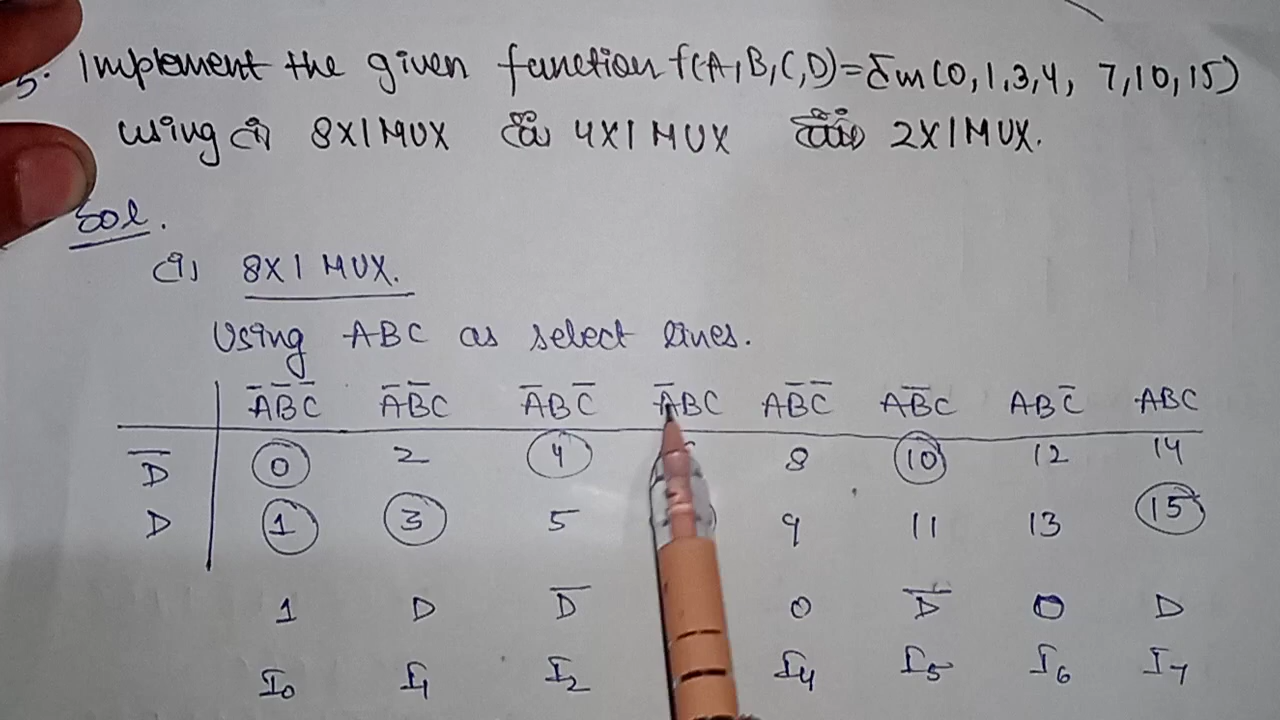 5. Implement the given function f(A,B,C,D)=Σm(0,1,3,4, 7,10,15)
using (i) 8X1 MUX (ii) 4X1 MUX (iii) 2X1 MUX.
Sol.
(i) 8X1 MUX.
Using ABC as select lines.
A̅B̅C̅ A̅B̅C A̅BC̅ A̅BC AB̅C̅ AB̅C ABC̅ ABC
D̅ 0 2 4 8 10 12 14
D 1 3 5 9 11 13 15
1 D D̅ 0 D̅ 0 D
I₀ I₁ I₂ I₄ I₅ I₆ I₇